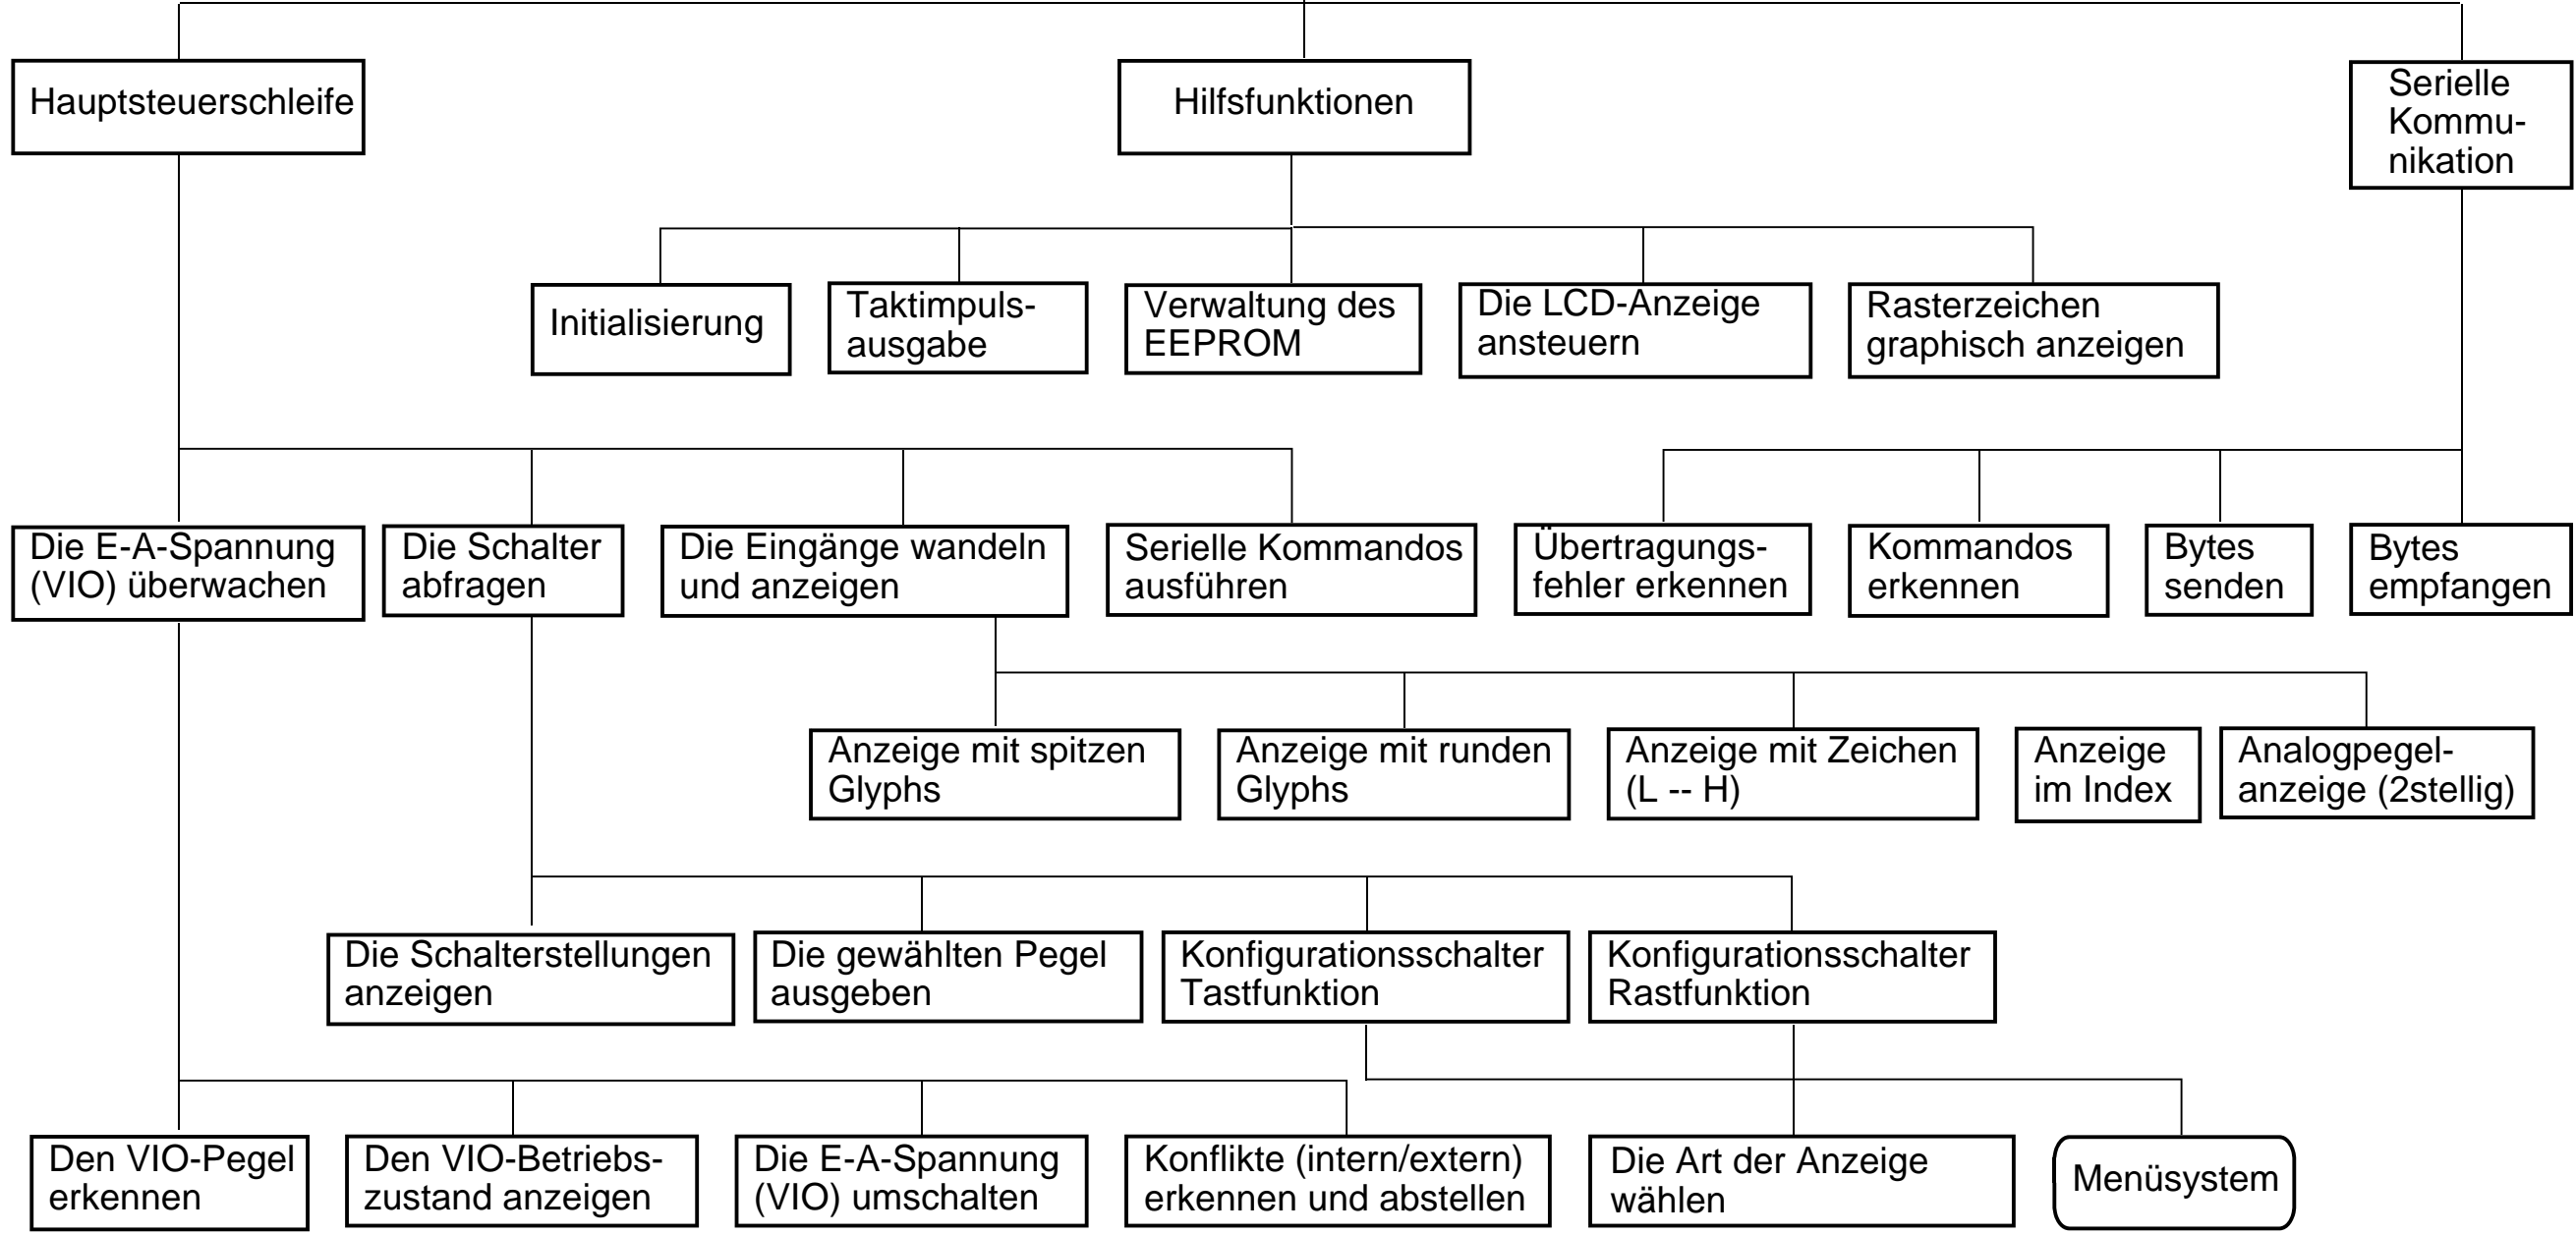 Hauptsteuerschleife
Hilfsfunktionen
Serielle
Kommu-
nikation
Initialisierung
Taktimpuls-
ausgabe
Verwaltung des
EEPROM
Die LCD-Anzeige
ansteuern
Rasterzeichen
graphisch anzeigen
Die E-A-Spannung
(VIO) überwachen
Die Schalter
abfragen
Die Eingänge wandeln
und anzeigen
Serielle Kommandos
ausführen
Übertragungs-
fehler erkennen
Kommandos
erkennen
Bytes
senden
Bytes
empfangen
Anzeige mit spitzen
Glyphs
Anzeige mit runden
Glyphs
Anzeige mit Zeichen
(L -- H)
Anzeige
im Index
Analogpegel-
anzeige (2stellig)
Die Schalterstellungen
anzeigen
Die gewählten Pegel
ausgeben
Konfigurationsschalter
Tastfunktion
Konfigurationsschalter
Rastfunktion
Den VIO-Pegel
erkennen
Den VIO-Betriebs-
zustand anzeigen
Die E-A-Spannung
(VIO) umschalten
Konflikte (intern/extern)
erkennen und abstellen
Die Art der Anzeige
wählen
Menüsystem